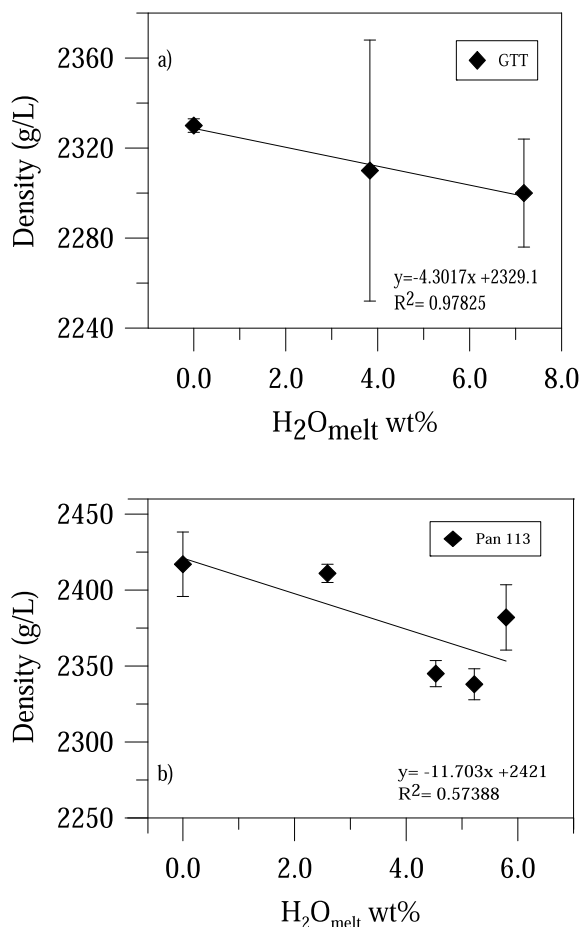 a)
GTT
Density (g/L)
2360
2320
2280
2240
y=-4.3017x +2329.1
R2= 0.97825
0.0 2.0 4.0 6.0 8.0
H2Omelt wt%
Pan 113
Density (g/L)
2450
2400
2350
2300
2250
b)
y= -11.703x +2421
R2= 0.57388
0.0 2.0 4.0 6.0
H2Omelt wt%